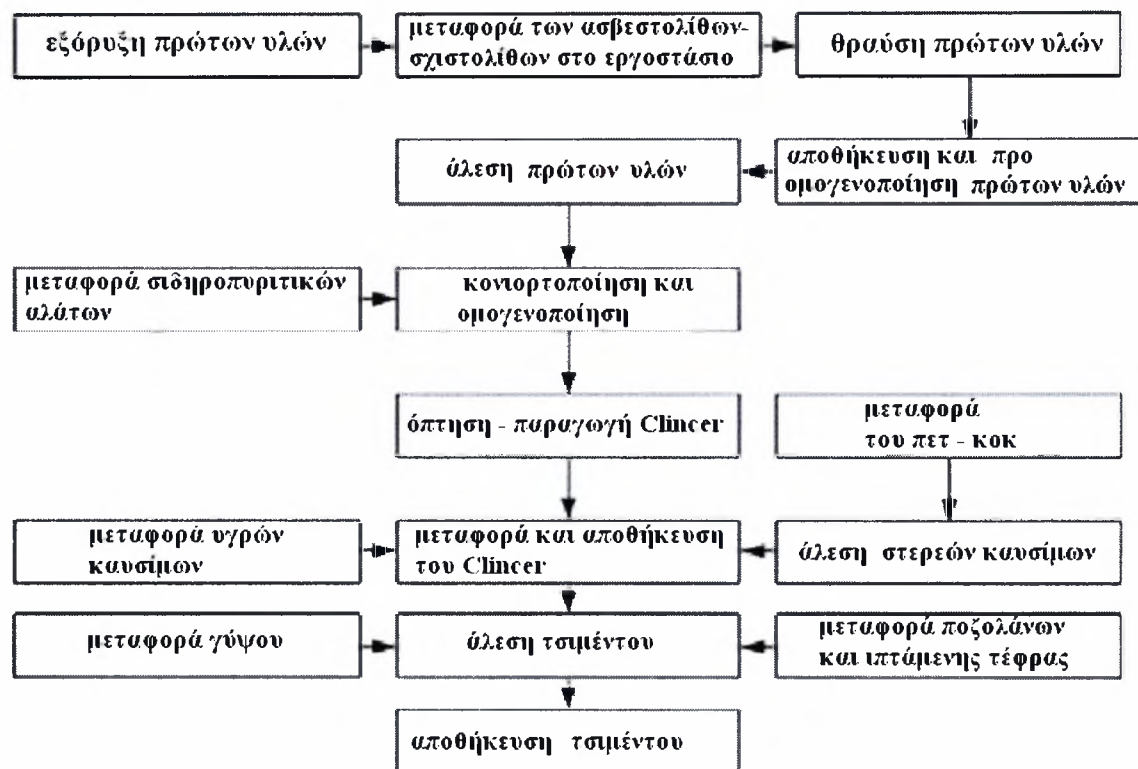 εξόρυξη πρώτων υλών
μεταφορά των ασβεστολίθων-
σχιστολίθων στο εργοστάσιο
θραύση πρώτων υλών
αποθήκευση και προ
ομογενοποίηση πρώτων υλών
άλεση πρώτων υλών
μεταφορά σιδηροπυριτικών
αλάτων
κονιορτοποίηση και
ομογενοποίηση
όπτηση - παραγωγή Clincer
μεταφορά
του πετ - κοκ
μεταφορά υγρών
καυσίμων
μεταφορά και αποθήκευση
του Clincer
άλεση στερεών καυσίμων
μεταφορά γύψου
άλεση τσιμέντου
μεταφορά ποζολάνων
και ιπτάμενης τέφρας
αποθήκευση τσιμέντου